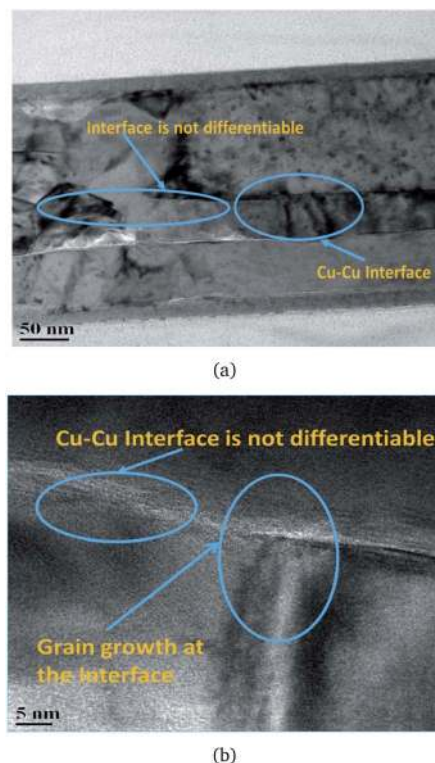 Interface is not differentiable
Cu-Cu Interface
50 nm
(a)
Cu-Cu Interface is not differentiable
Grain growth at
the Interface
5 nm
(b)